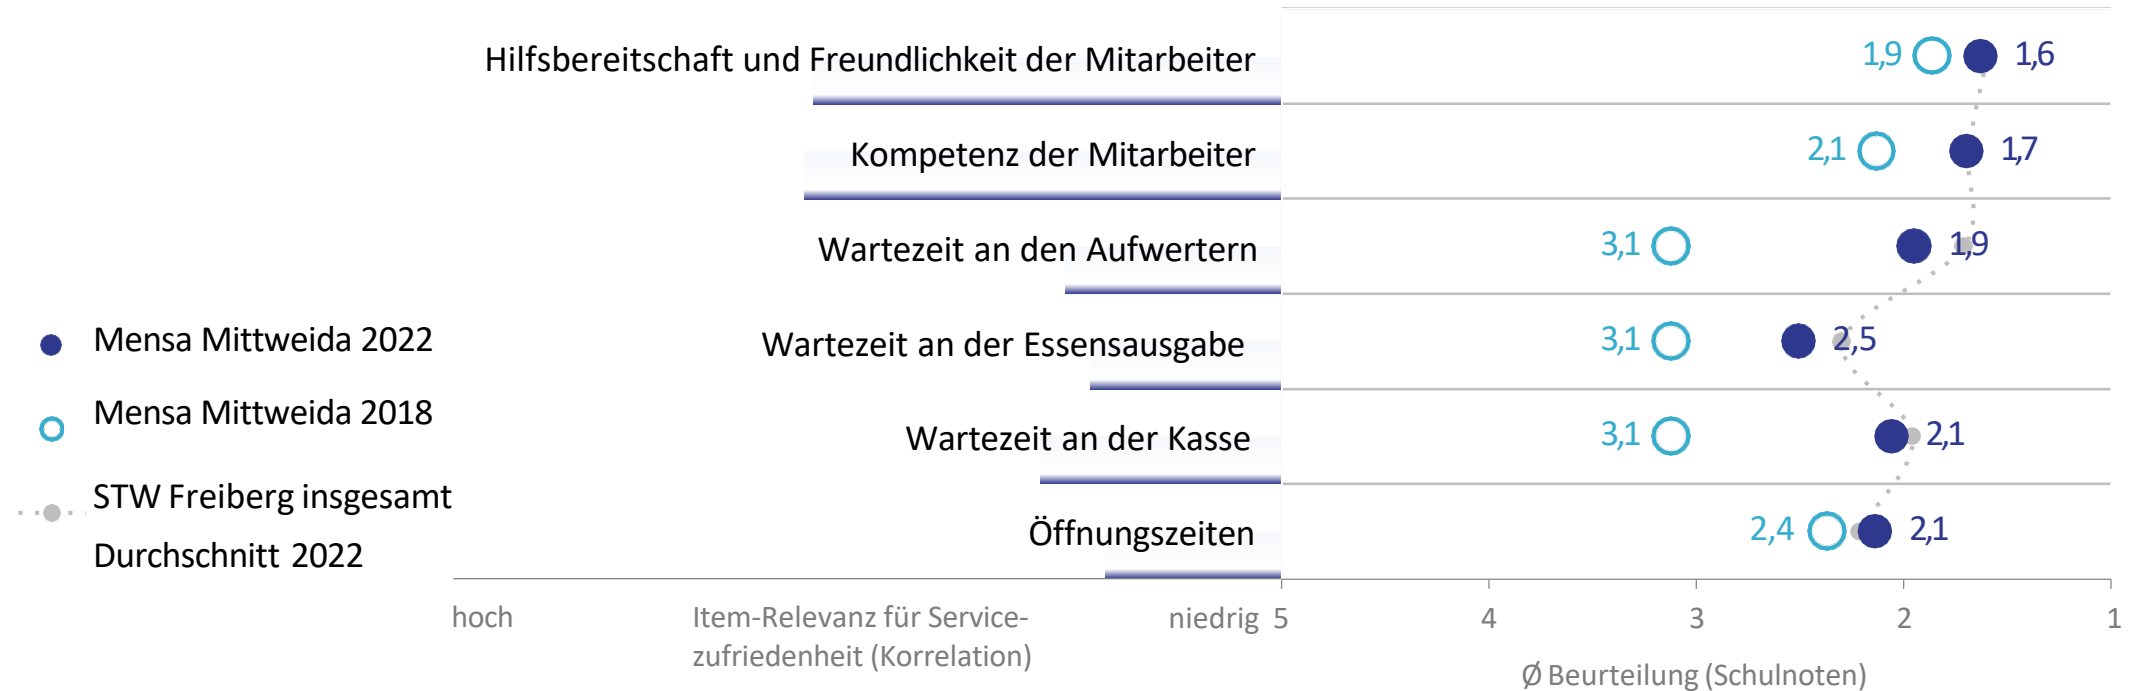 Hilfsbereitschaft und Freundlichkeit der Mitarbeiter 1,9 1,6
Kompetenz der Mitarbeiter 2,1 1,7
Wartezeit an den Aufwertern 3,1 1,9
Wartezeit an der Essensausgabe 3,1 2,5
Wartezeit an der Kasse 3,1 2,1
Öffnungszeiten 2,4 2,1
Mensa Mittweida 2022
Mensa Mittweida 2018
STW Freiberg insgesamt
Durchschnitt 2022
hoch
Item-Relevanz für Service-
zufriedenheit (Korrelation)
niedrig
5 4 3 2 1
Ø Beurteilung (Schulnoten)